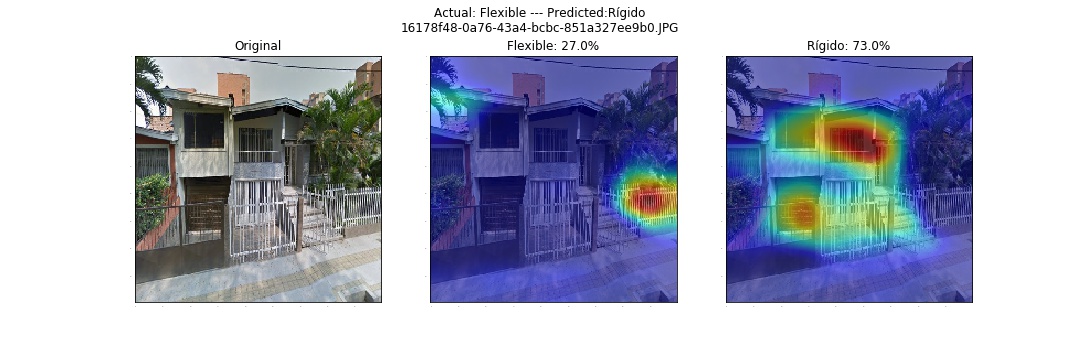 Actual: Flexible --- Predicted:Rígido
16178f48-0a76-43a4-bcbc-851a327ee9b0.JPG
Original
Flexible: 27.0%
Rígido: 73.0%